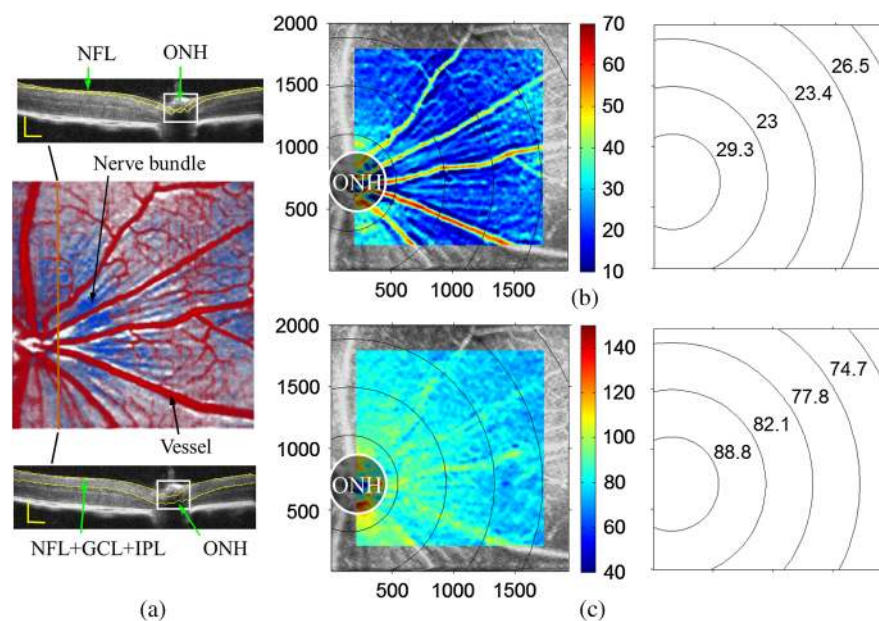 (a)
NFL
ONH
Nerve bundle
Vessel
NFL+GCL+IPL
ONH
(b)
2000
1500
1000
500
500
1000
1500
ONH
70
60
50
40
30
20
10
26.5
23.4
23
29.3
2000
1500
1000
500
500
1000
1500
ONH
140
120
100
80
60
40
74.7
77.8
82.1
88.8
(a)
(c)